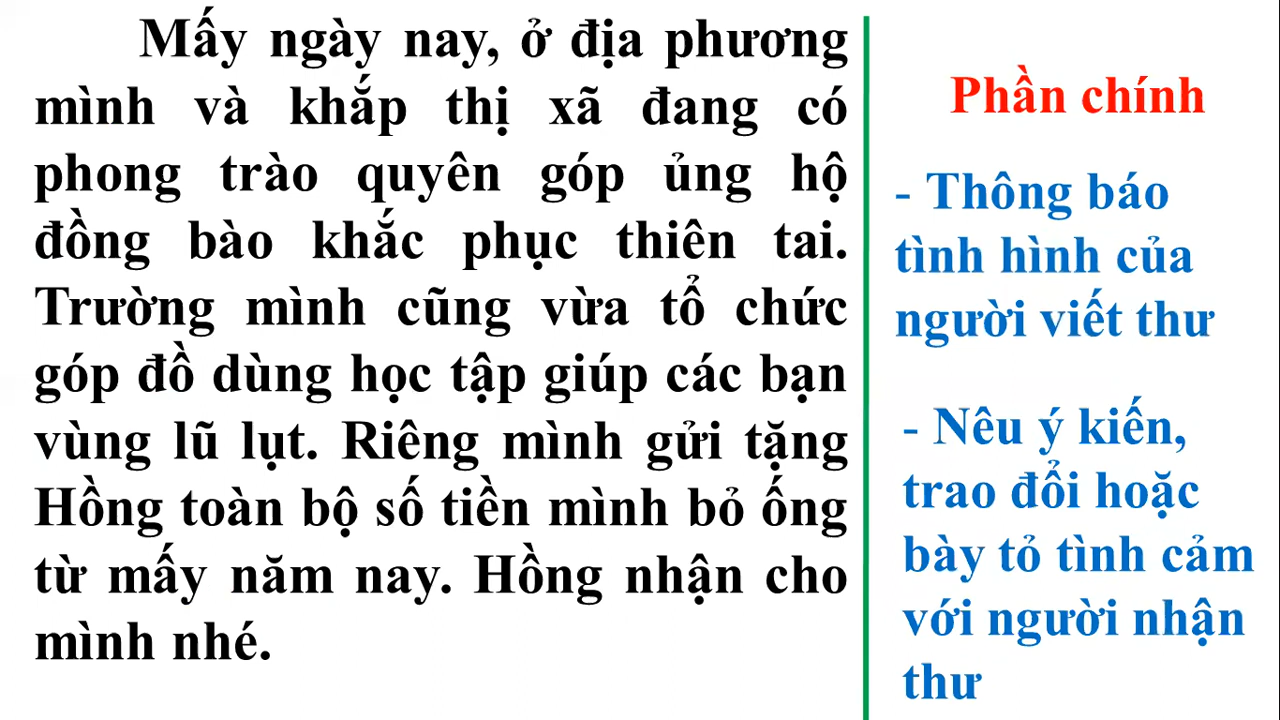 Mấy ngày nay, ở địa phương
mình và khắp thị xã đang có
phong trào quyên góp ủng hộ
đồng bào khắc phục thiên tai.
Trường mình cũng vừa tổ chức
góp đồ dùng học tập giúp các bạn
vùng lũ lụt. Riêng mình gửi tặng
Hồng toàn bộ số tiền mình bỏ ống
từ mấy năm nay. Hồng nhận cho
mình nhé.
Phần chính
- Thông báo
tình hình của
người viết thư
- Nêu ý kiến,
trao đổi hoặc
bày tỏ tình cảm
với người nhận
thư